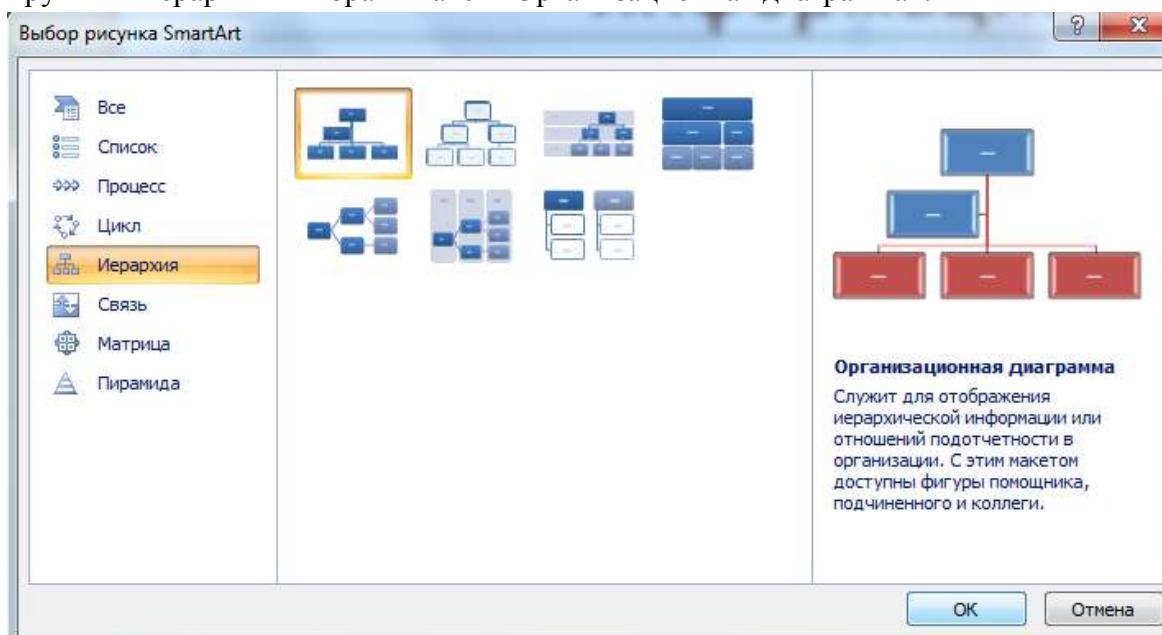 Выбор рисунка SmartArt
Все
Список
Процесс
Цикл
Иерархия
Связь
Матрица
Пирамида
Организационная диаграмма
Служит для отображения
иерархической информации или
отношений подотчетности в
организации. С этим макетом
доступны фигуры помощника,
подчиненного и коллеги.
ОК
Отмена